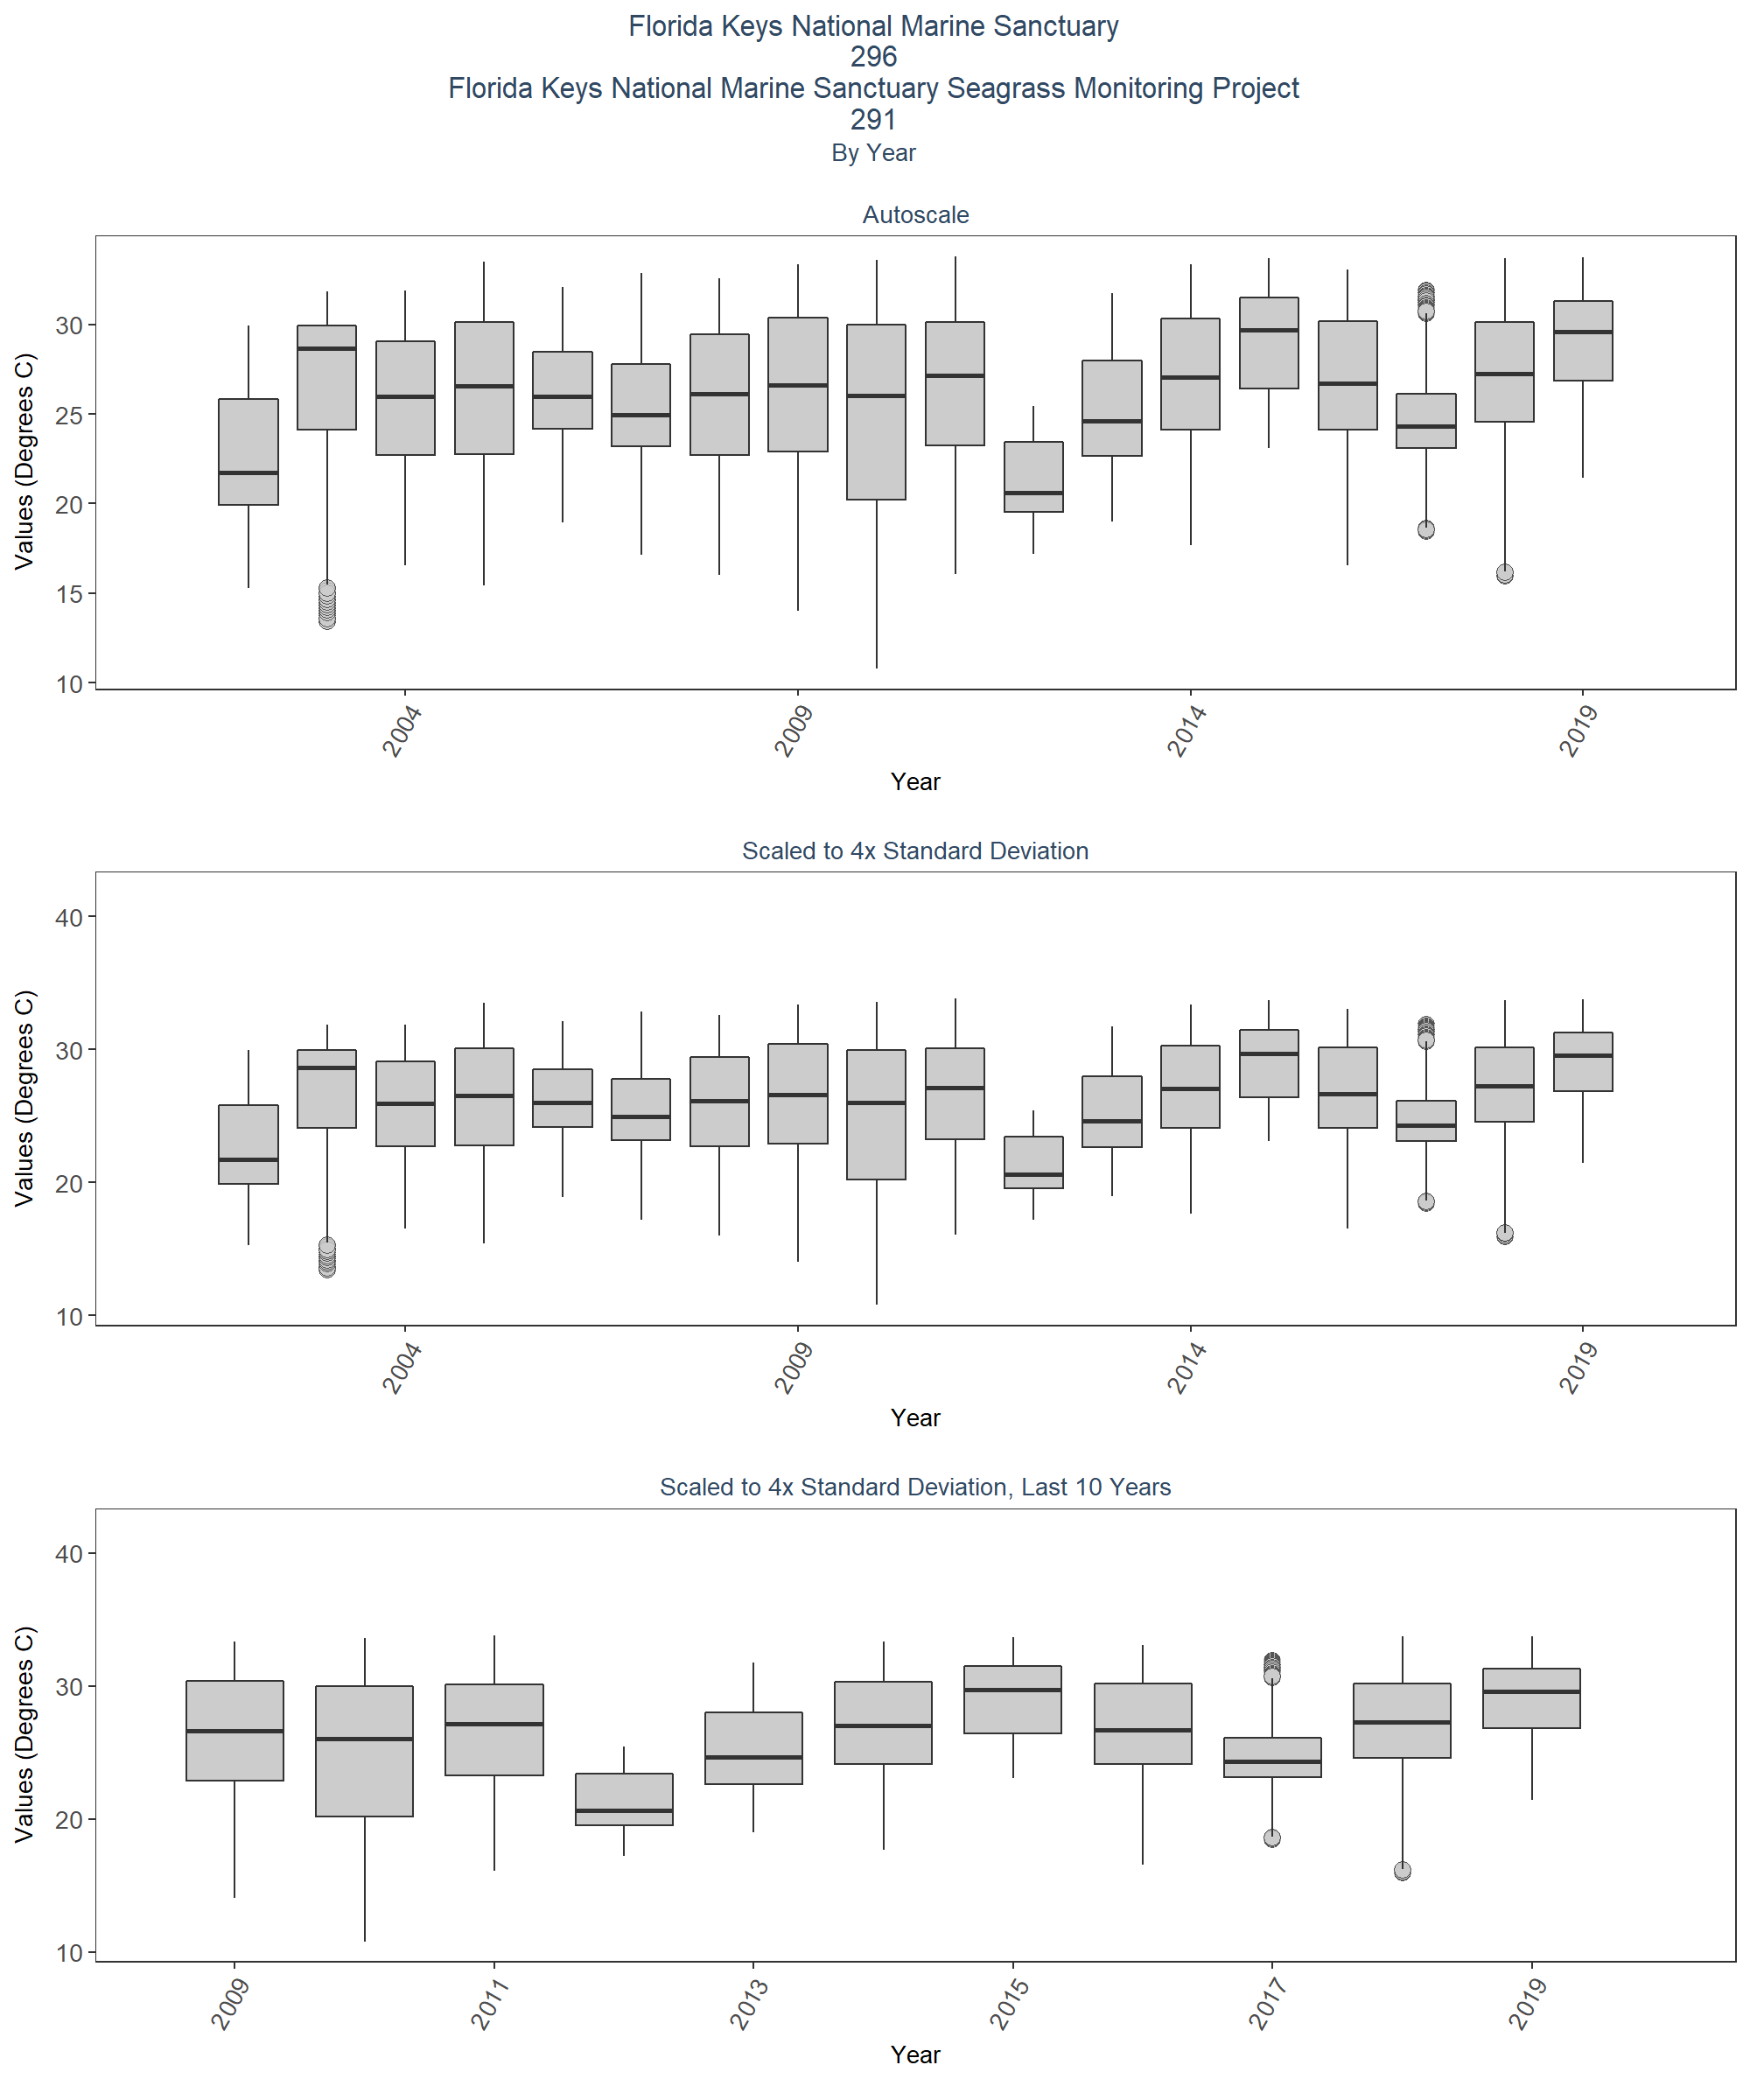 Florida Keys National Marine Sanctuary
296
Florida Keys National Marine Sanctuary Seagrass Monitoring Project
291
By Year
Autoscale
Values (Degrees C)
30
25
20
15
10
2004
2009
2014
2019
Year
Scaled to 4x Standard Deviation
Values (Degrees C)
40
30
20
10
2004
2009
2014
2019
Year
Scaled to 4x Standard Deviation, Last 10 Years
Values (Degrees C)
40
30
20
10
2009
2011
2013
2015
2017
2019
Year